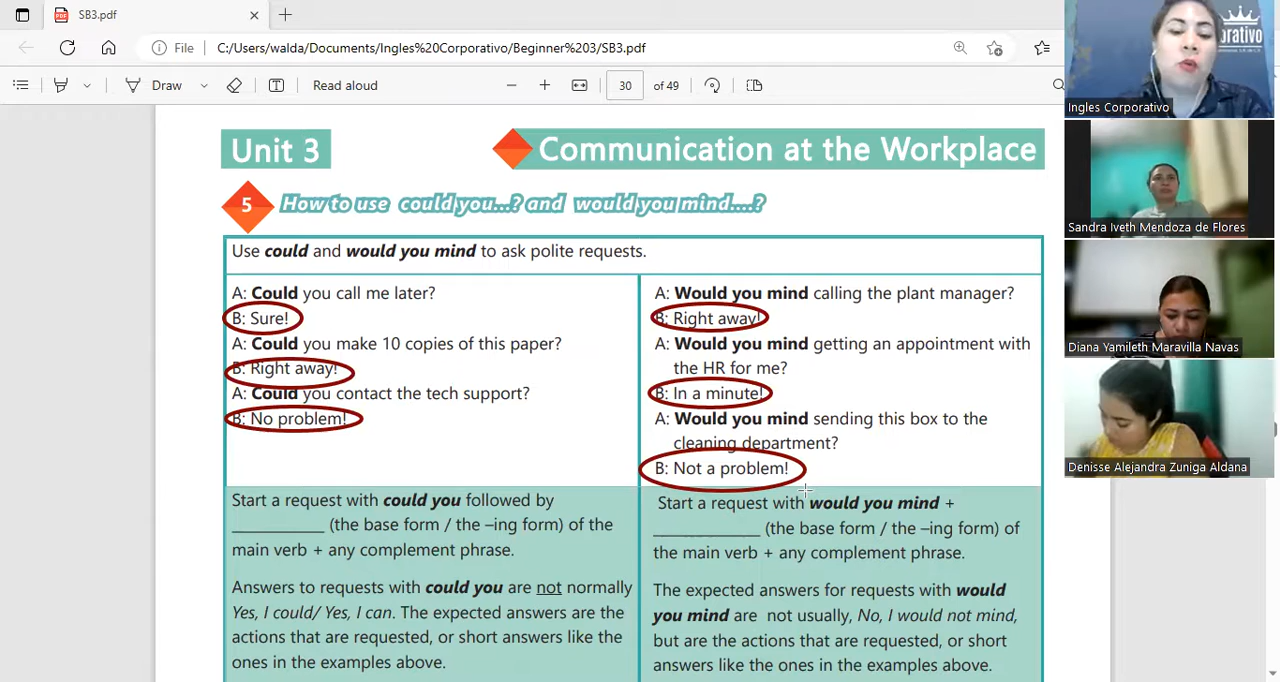 SB3.pdf
File
C:/Users/walda/Documents/Ingles%20Corporativo/Beginner%203/SB3.pdf
Draw
Read aloud
30
of 49
Unit 3
Communication at the Workplace
5
How to use could you...? and would you mind....?
Use could and would you mind to ask polite requests.
A: Could you call me later?
B: Sure!
A: Could you make 10 copies of this paper?
B: Right away!
A: Could you contact the tech support?
B: No problem!
A: Would you mind calling the plant manager?
B: Right away!
A: Would you mind getting an appointment with
the HR for me?
B: In a minute!
A: Would you mind sending this box to the
cleaning department?
B: Not a problem!
Start a request with could you followed by
___________ (the base form / the –ing form) of the
main verb + any complement phrase.
Answers to requests with could you are not normally
Yes, I could/ Yes, I can. The expected answers are the
actions that are requested, or short answers like the
ones in the examples above.
Start a request with would you mind +
_____________ (the base form / the –ing form) of
the main verb + any complement phrase.
The expected answers for requests with would
you mind are not usually, No, I would not mind,
but are the actions that are requested, or short
answers like the ones in the examples above.
Ingles Corporativo
Sandra Iveth Mendoza de Flores
Diana Yamileth Maravilla Navas
Denisse Alejandra Zuniga Aldana